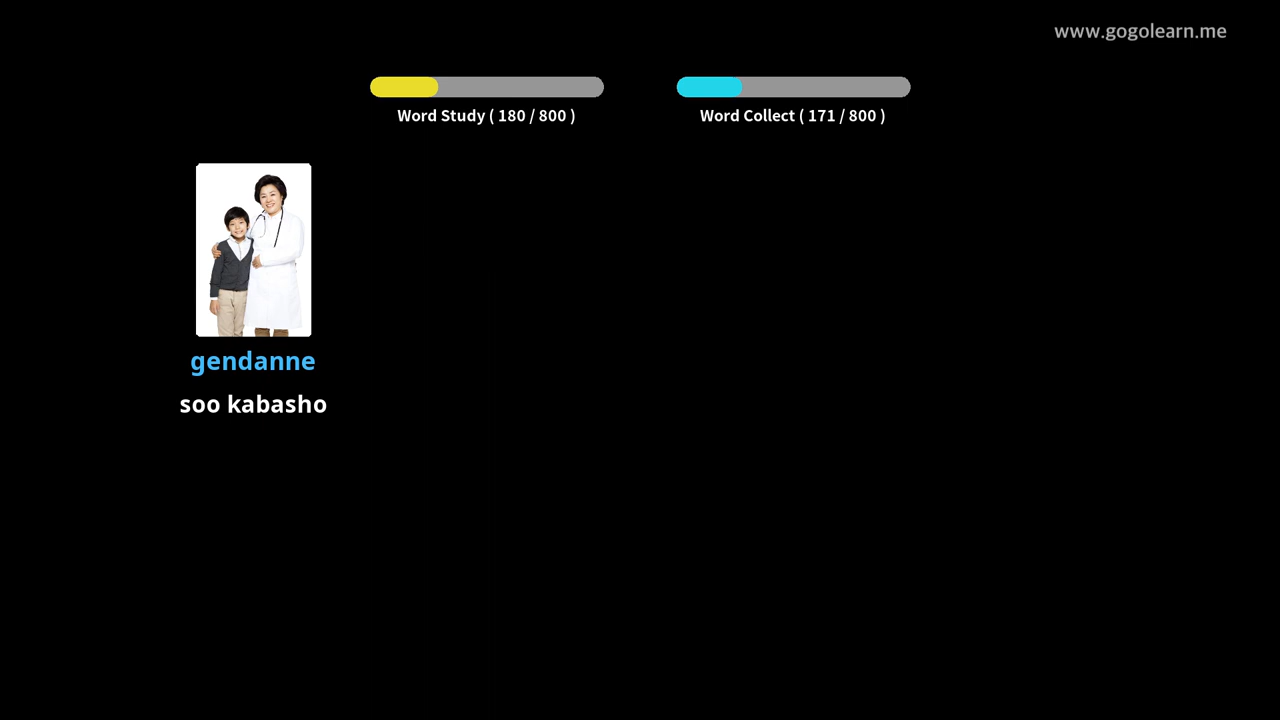 www.gogolearn.me
Word Study ( 180 / 800 )
Word Collect ( 171 / 800 )
gendanne
soo kabasho